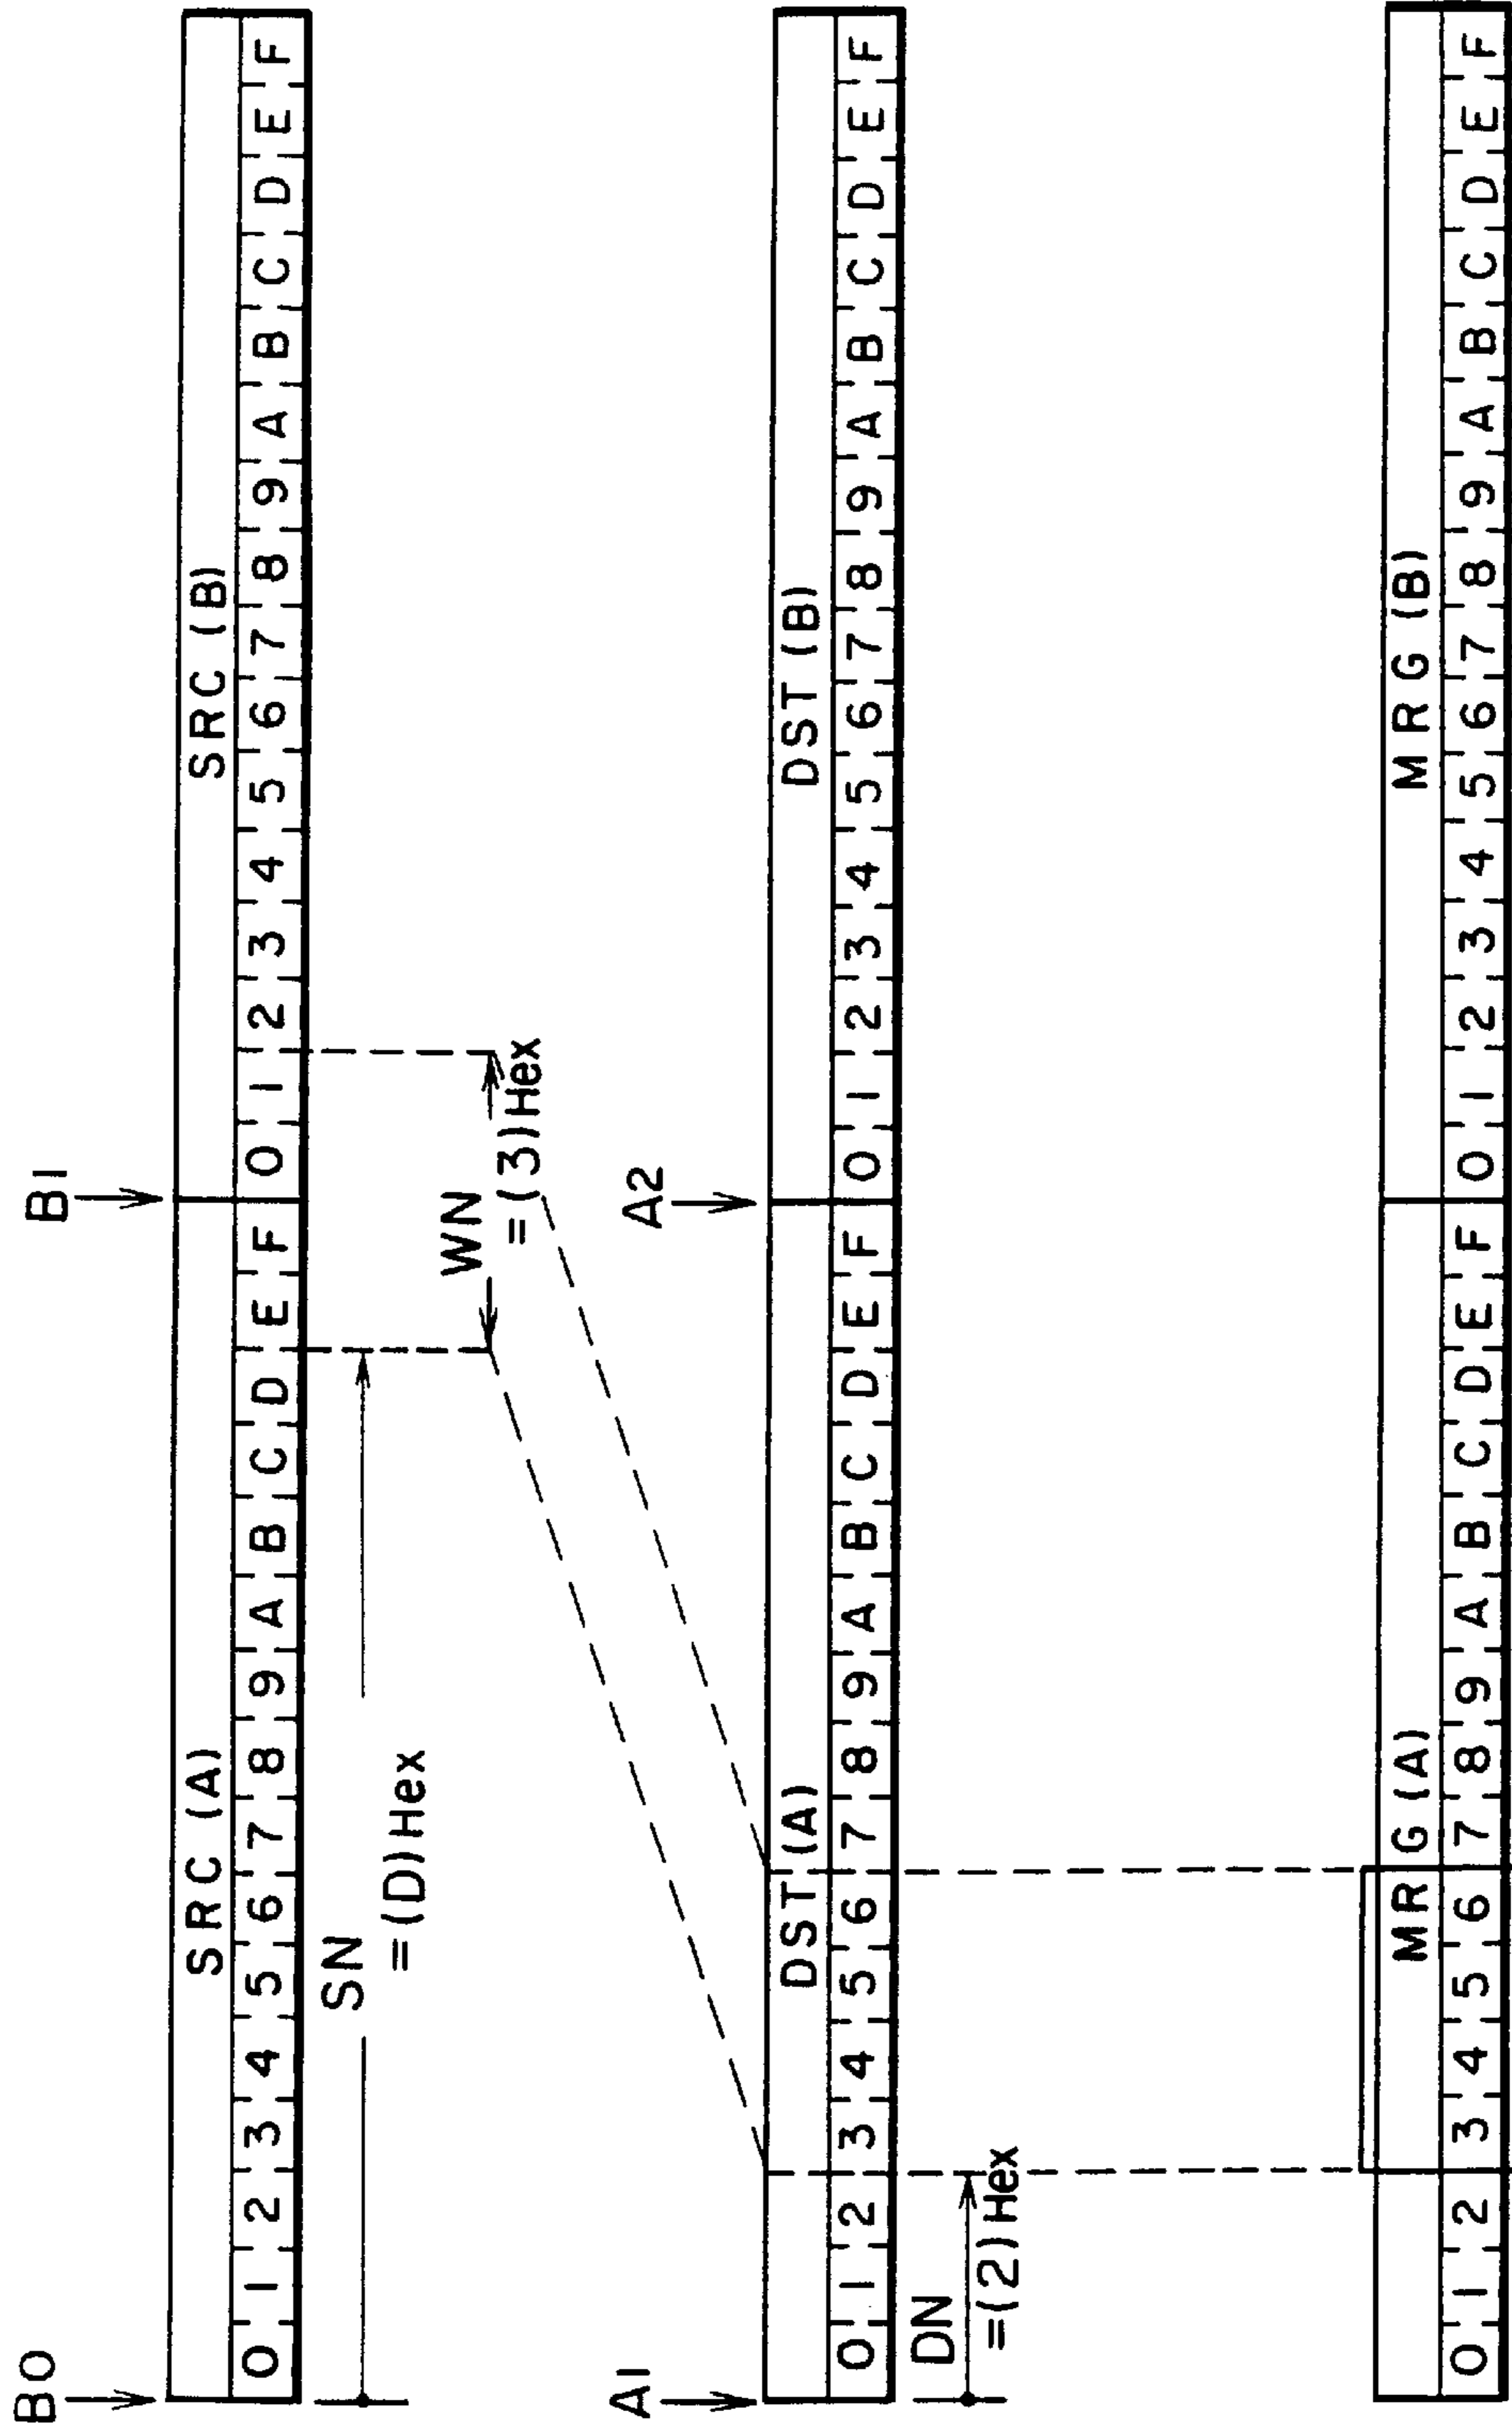 B0
B1
SRC (A)
SRC (B)
0 1 2 3 4 5 6 7 8 9 A B C D E F 0 1 2 3 4 5 6 7 8 9 A B C D E F
SN
=(D)Hex
WN
=(3)Hex
A1
A2
DST (A)
DST (B)
0 1 2 3 4 5 6 7 8 9 A B C D E F 0 1 2 3 4 5 6 7 8 9 A B C D E F
DN
=(2)Hex
MRG (A)
MRG (B)
0 1 2 3 4 5 6 7 8 9 A B C D E F 0 1 2 3 4 5 6 7 8 9 A B C D E F